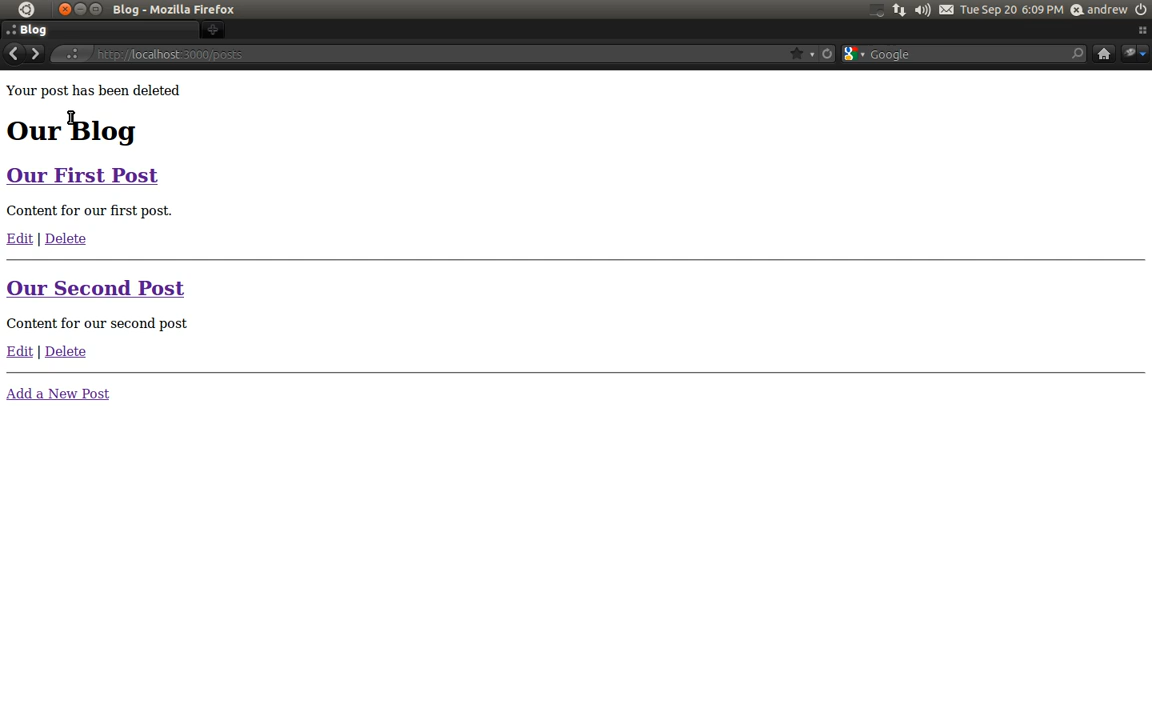 Blog - Mozilla Firefox
Tue Sep 20 6:09 PM
andrew
Blog
http://localhost:3000/posts
Google
Your post has been deleted
Our Blog
Our First Post
Content for our first post.
Edit | Delete
Our Second Post
Content for our second post
Edit | Delete
Add a New Post